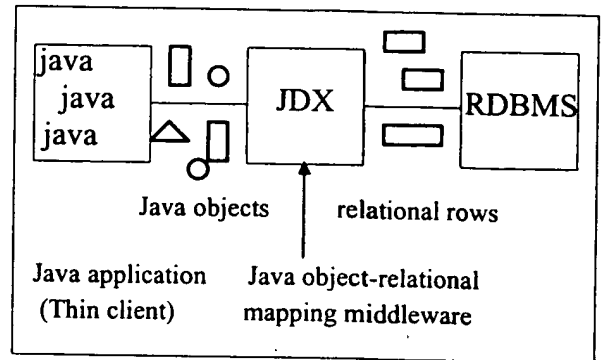 java
java
java
JDX
RDBMS
Java objects
relational rows
Java application
(Thin client)
Java object-relational
mapping middleware